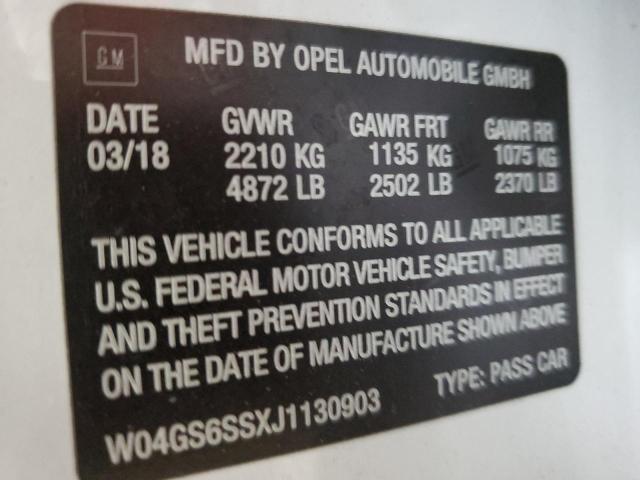 GM
MFD BY OPEL AUTOMOBILE GMBH
DATE GVWR GAWR FRT GAWR RR
03/18 2210 KG 1135 KG 1075 KG
4872 LB 2502 LB 2370 LB
THIS VEHICLE CONFORMS TO ALL APPLICABLE
U.S. FEDERAL MOTOR VEHICLE SAFETY, BUMPER
AND THEFT PREVENTION STANDARDS IN EFFECT
ON THE DATE OF MANUFACTURE SHOWN ABOVE
W04GS6SSXJ1130903 TYPE: PASS CAR